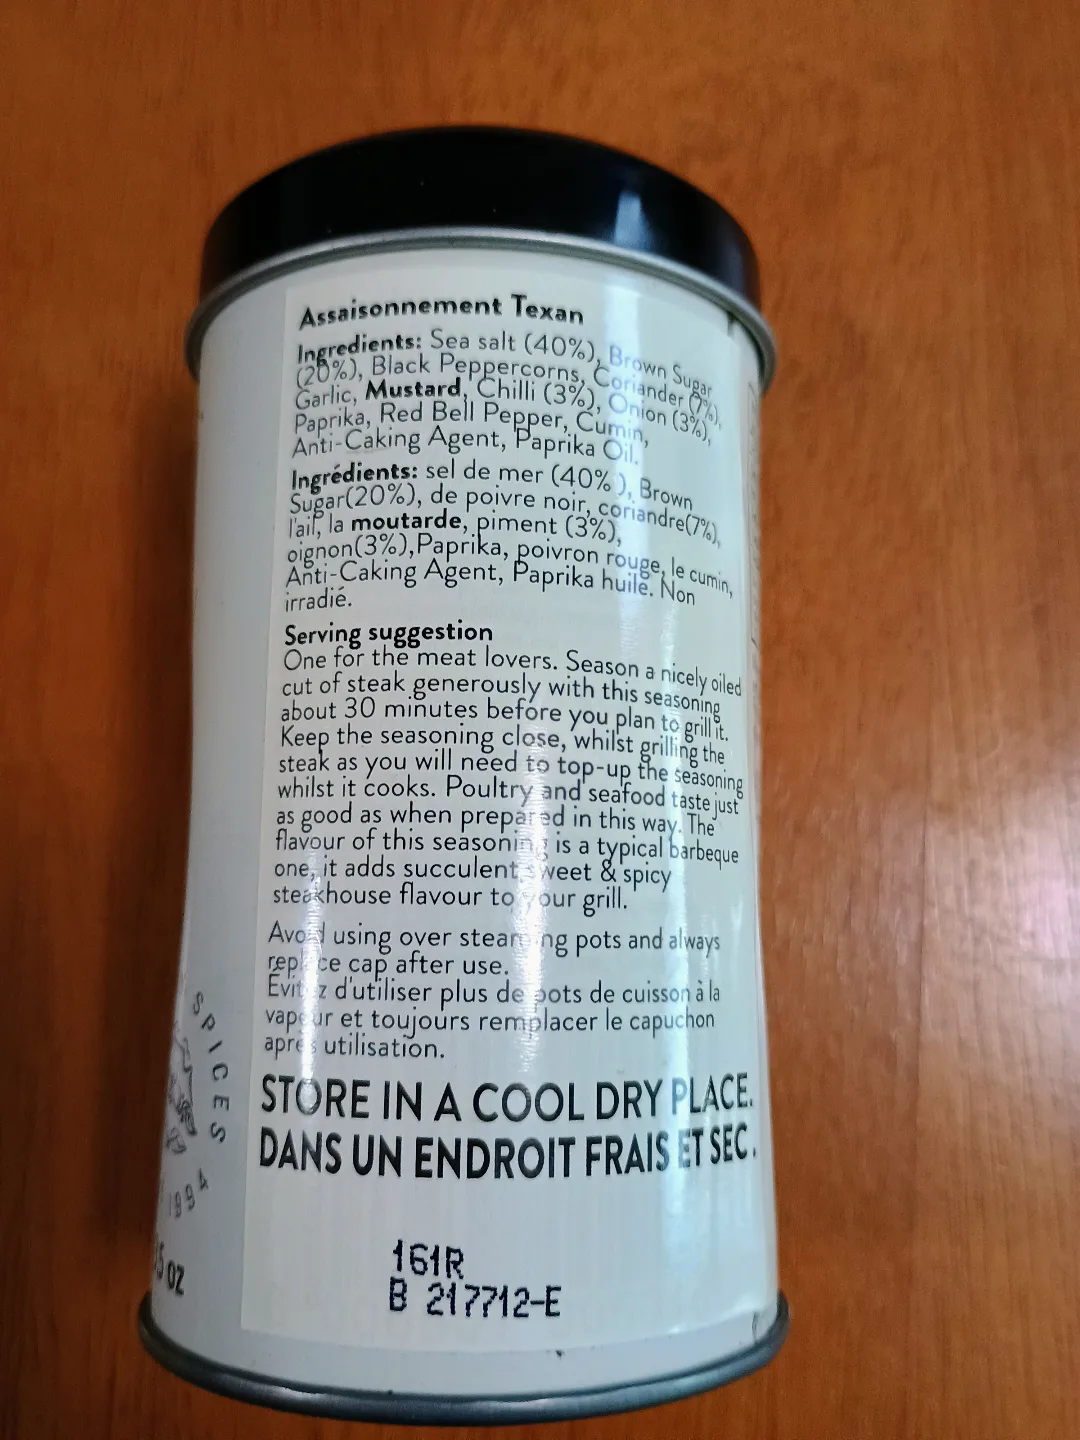 Assaisonnement Texan
Ingredients: Sea salt (40%), Brown Sugar
(20%), Black Peppercorns, Coriander (7%),
Garlic, Mustard, Chilli (3%), Onion (3%),
Paprika, Red Bell Pepper, Cumin,
Anti-Caking Agent, Paprika Oil.
Ingrédients: sel de mer (40% ), Brown
Sugar(20%), de poivre noir, coriandre(7%),
l'ail, la moutarde, piment (3%),
oignon(3%),Paprika, poivron rouge, le cumin,
Anti-Caking Agent, Paprika huile. Non
irradié.
Serving suggestion
One for the meat lovers. Season a nicely oiled
cut of steak generously with this seasoning
about 30 minutes before you plan to grill it.
Keep the seasoning close, whilst grilling the
steak as you will need to top-up the seasoning
whilst it cooks. Poultry and seafood taste just
as good as when prepared in this way. The
flavour of this seasoning is a typical barbeque
one, it adds succulent sweet & spicy
steakhouse flavour to your grill.
Avoid using over steaming pots and always
replace cap after use.
Évitez d'utiliser plus de pots de cuisson à la
vapeur et toujours remplacer le capuchon
après utilisation.
STORE IN A COOL DRY PLACE.
DANS UN ENDROIT FRAIS ET SEC.
161R
B 217712-E
SPICES
1994
OZ